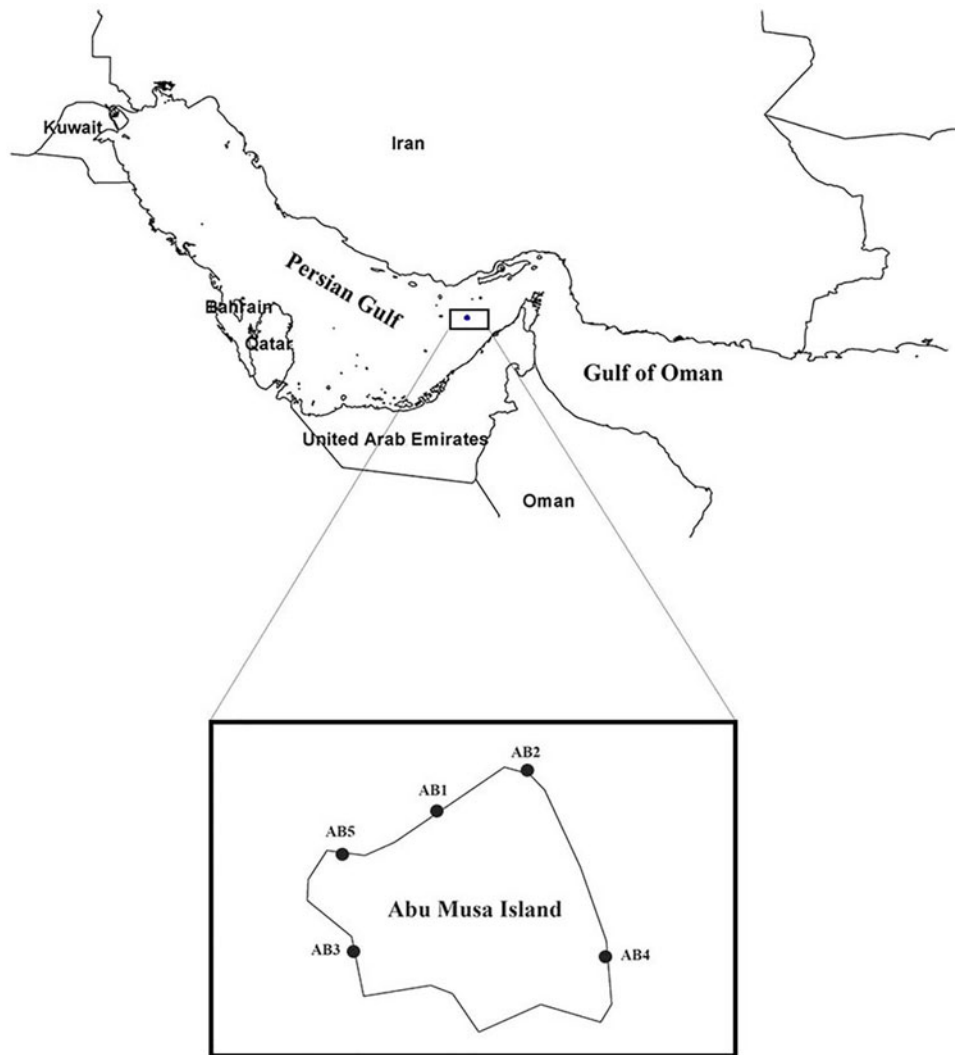 Kuwait
Iran
Persian Gulf
Bahrain
Qatar
Gulf of Oman
United Arab Emirates
Oman
AB2
AB1
AB5
Abu Musa Island
AB3
AB4